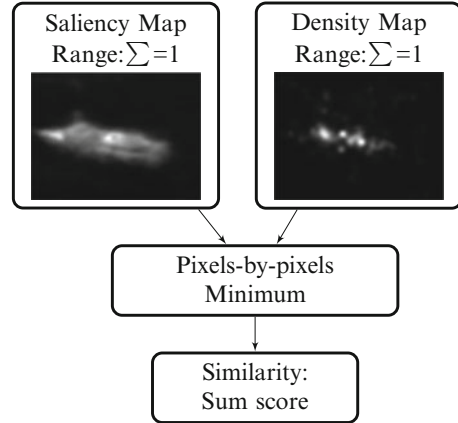 Saliency Map
Range:∑=1
Density Map
Range:∑=1
Pixels-by-pixels
Minimum
Similarity:
Sum score